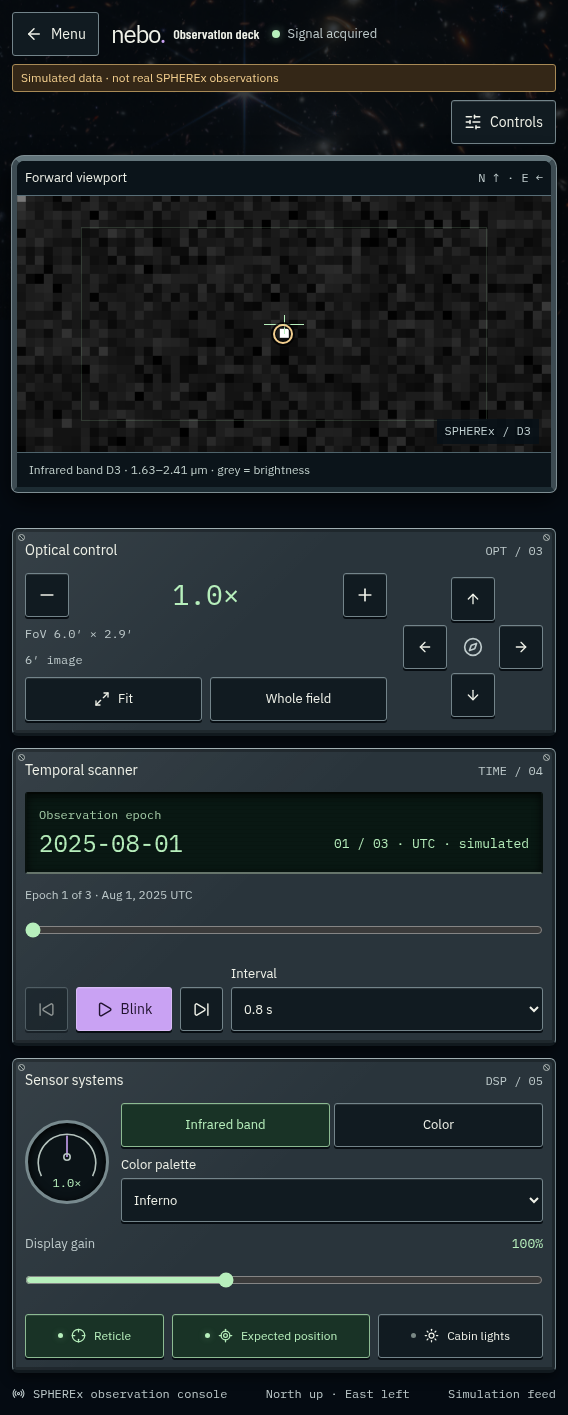 Menu
nebo.
Observation deck
Signal acquired
Simulated data · not real SPHEREx observations
Controls
Forward viewport
N ↑ · E ←
SPHEREx / D3
Infrared band D3 · 1.63–2.41 µm · grey = brightness
Optical control
OPT / 03
1.0×
FoV 6.0′ × 2.9′
6′ image
Fit
Whole field
Temporal scanner
TIME / 04
Observation epoch
2025-08-01
01 / 03 · UTC · simulated
Epoch 1 of 3 · Aug 1, 2025 UTC
Interval
Blink
0.8 s
Sensor systems
DSP / 05
Infrared band
Color
Color palette
1.0×
Inferno
Display gain
100%
Reticle
Expected position
Cabin lights
SPHEREx observation console
North up · East left
Simulation feed